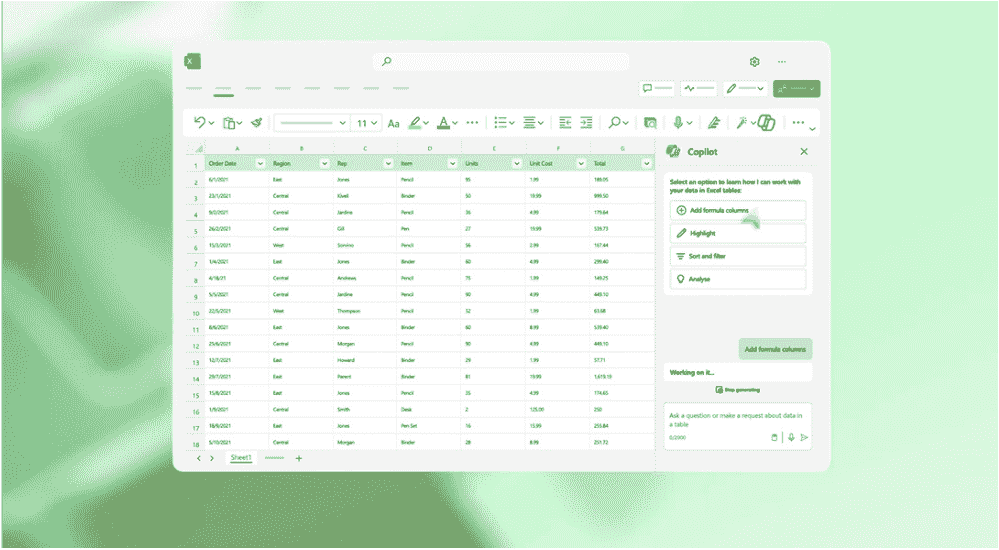 X
11
Aa
A
A B C D E F G
1 Order Date Region Rep Item Units Unit Cost Total
2 6/1/2021 East Jones Pencil 95 1.99 189.05
3 23/1/2021 Central Kivell Binder 50 19.99 999.50
4 9/2/2021 Central Jardine Pencil 36 4.99 179.64
5 26/2/2021 Central Gill Pen 27 19.99 539.73
6 15/3/2021 West Sorvino Pencil 56 2.99 167.44
7 1/4/2021 East Jones Binder 60 4.99 299.40
8 4/18/21 Central Andrews Pencil 75 1.99 149.25
9 5/5/2021 Central Jardine Pencil 90 4.99 449.10
10 22/5/2021 West Thompson Pencil 32 1.99 63.68
11 8/6/2021 East Jones Binder 60 8.99 539.40
12 25/6/2021 Central Morgan Pencil 90 4.99 449.10
13 12/7/2021 East Howard Binder 29 1.99 57.71
14 29/7/2021 East Parent Binder 81 19.99 1,619.19
15 15/8/2021 East Jones Pencil 35 4.99 174.65
16 1/9/2021 Central Smith Desk 2 125.00 250
17 18/9/2021 East Jones Pen Set 16 15.99 255.84
18 5/10/2021 Central Morgan Binder 28 8.99 251.72
Sheet1
Copilot
Select an option to learn how I can work with
your data in Excel tables:
Add formula columns
Highlight
Sort and filter
Analyse
Add formula columns
Working on it...
Stop generating
Ask a question or make a request about data in
a table
0/2000